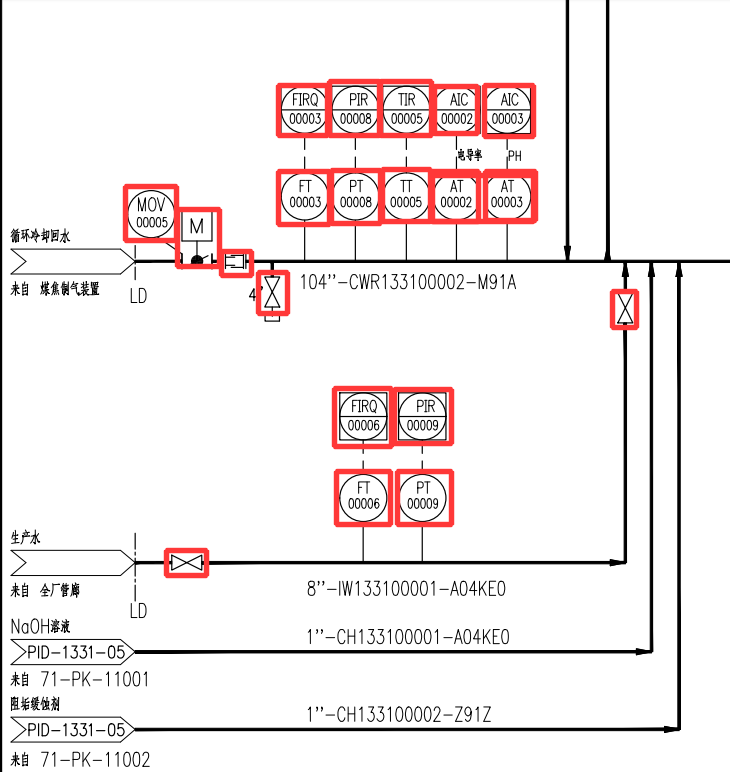 FIRQ
00003
PIR
00008
TIR
00005
AIC
00002
AIC
00003
电导率
PH
FT
00003
PT
00008
TT
00005
AT
00002
AT
00003
MOV
00005
M
循环冷却回水
来自 煤焦制气装置
LD
4"
104''-CWR133100002-M91A
FIRQ
00006
PIR
00009
FT
00006
PT
00009
生产水
来自 全厂管廊
LD
8''-IW133100001-A04KE0
NaOH溶液
PID-1331-05
1''-CH133100001-A04KE0
来自 71-PK-11001
阻垢缓蚀剂
PID-1331-05
1''-CH133100002-Z91Z
来自 71-PK-11002